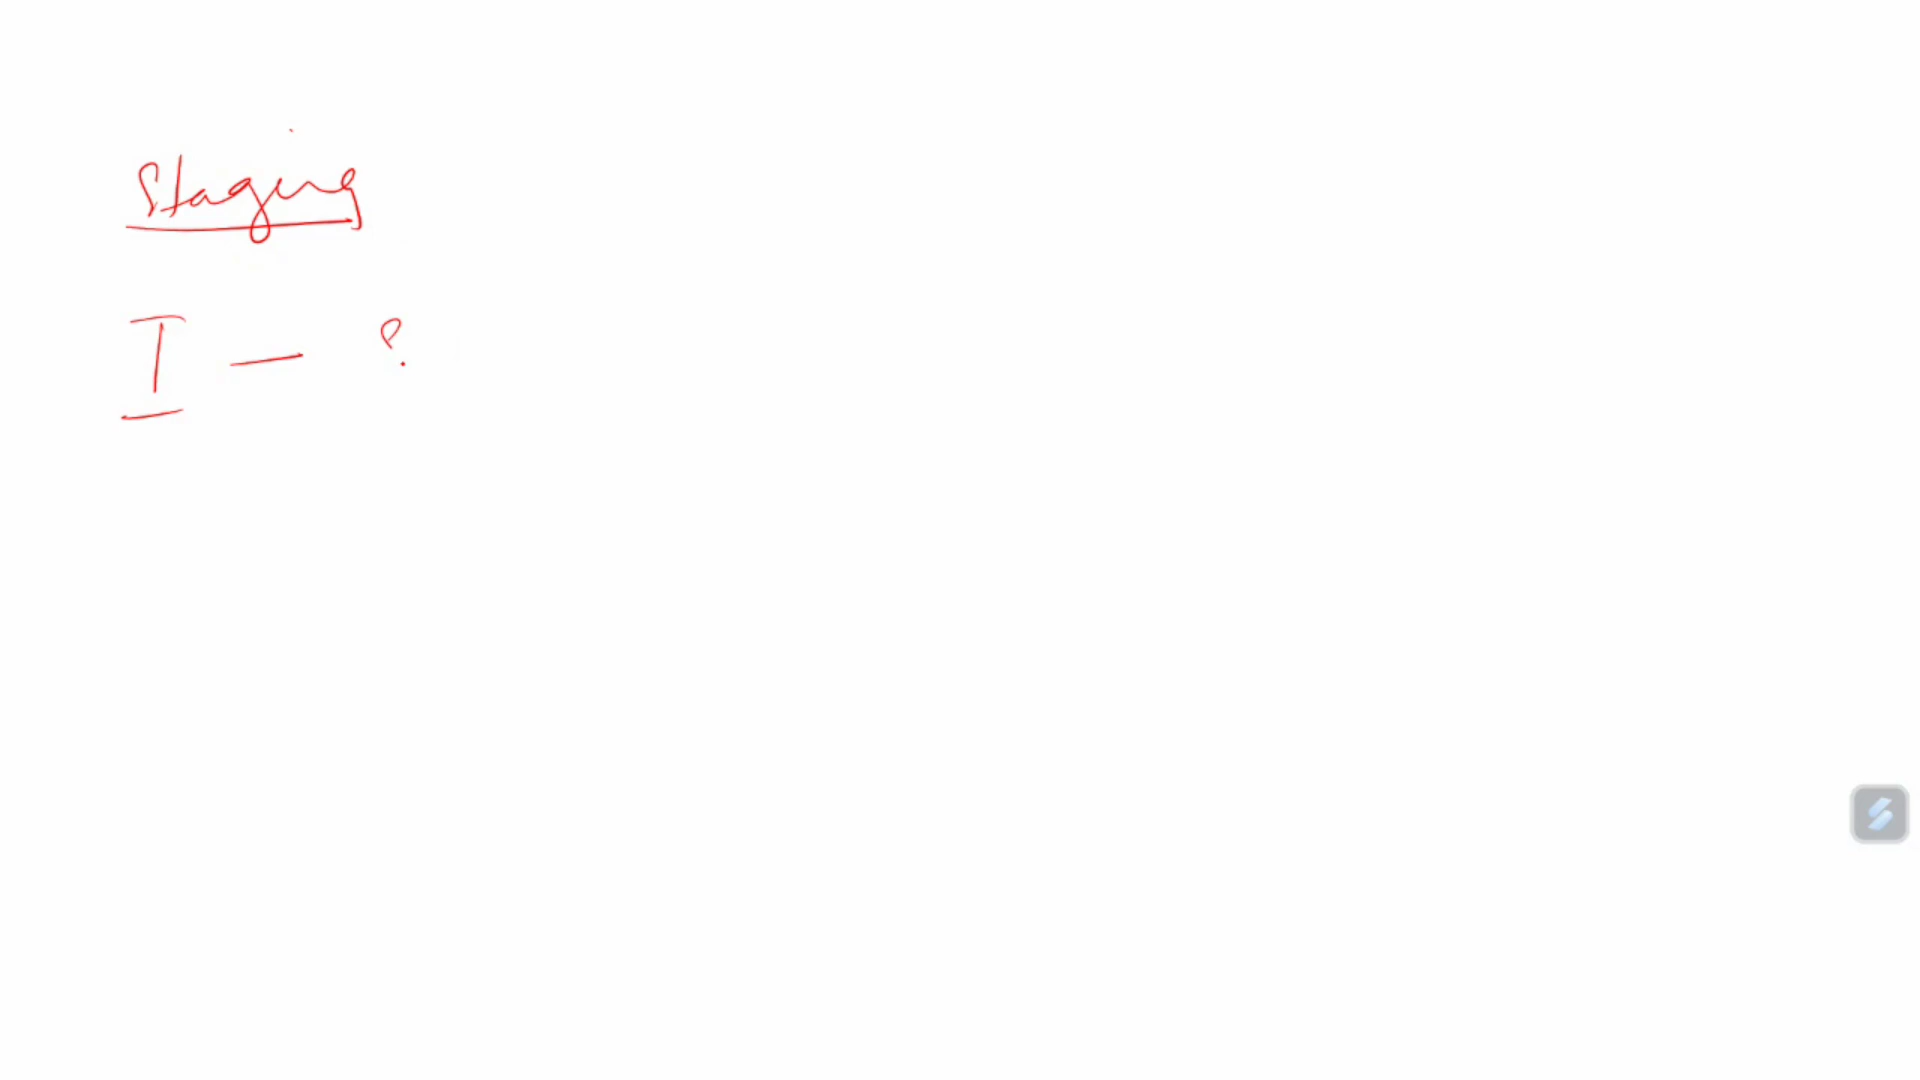 Staging
I — ?